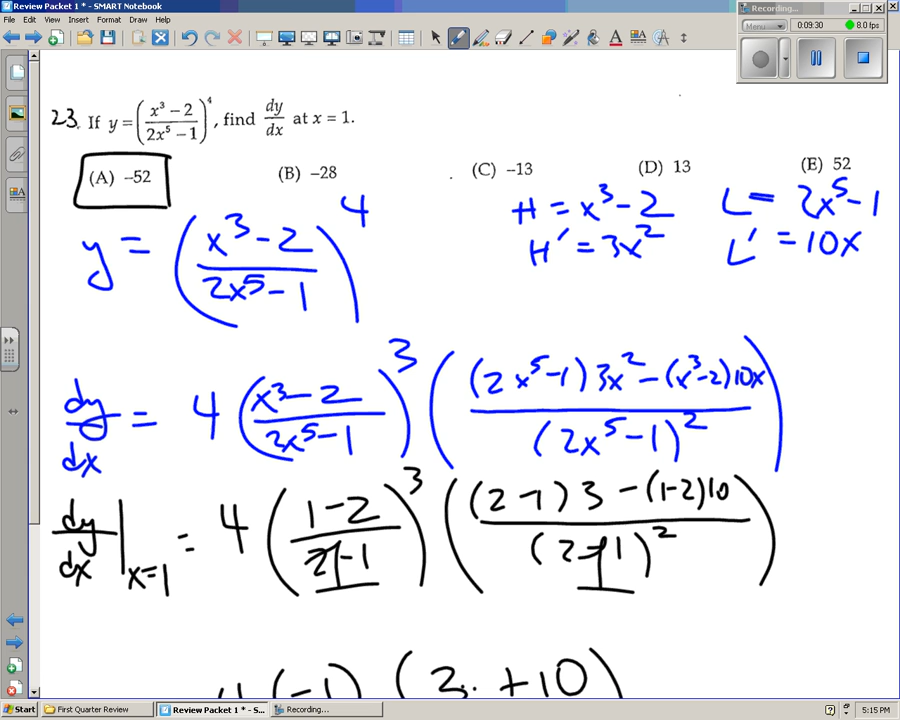 Review Packet 1 * - SMART Notebook
Recording...
File Edit View Insert Format Draw Help
Menu
0:09:30
8.0 fps
23. If y = ((x³ − 2)/(2x⁵ − 1))⁴, find dy/dx at x = 1.
(A) −52 (B) −28 (C) −13 (D) 13 (E) 52
H = x³ − 2 L = 2x⁵ − 1
H' = 3x² L' = 10x
y = ((x³ − 2)/(2x⁵ − 1))⁴
dy/dx = 4((x³ − 2)/(2x⁵ − 1))³ (((2x⁵ − 1)3x² − (x³ − 2)10x)/(2x⁵ − 1)²)
dy/dx |x=1 = 4((1 − 2)/(2 − 1))³ (((2 − 1)3 − (1 − 2)10)/(2 − 1)²)
4(−1)(3 + 10)
Start
First Quarter Review
Review Packet 1 * - S...
Recording...
5:15 PM